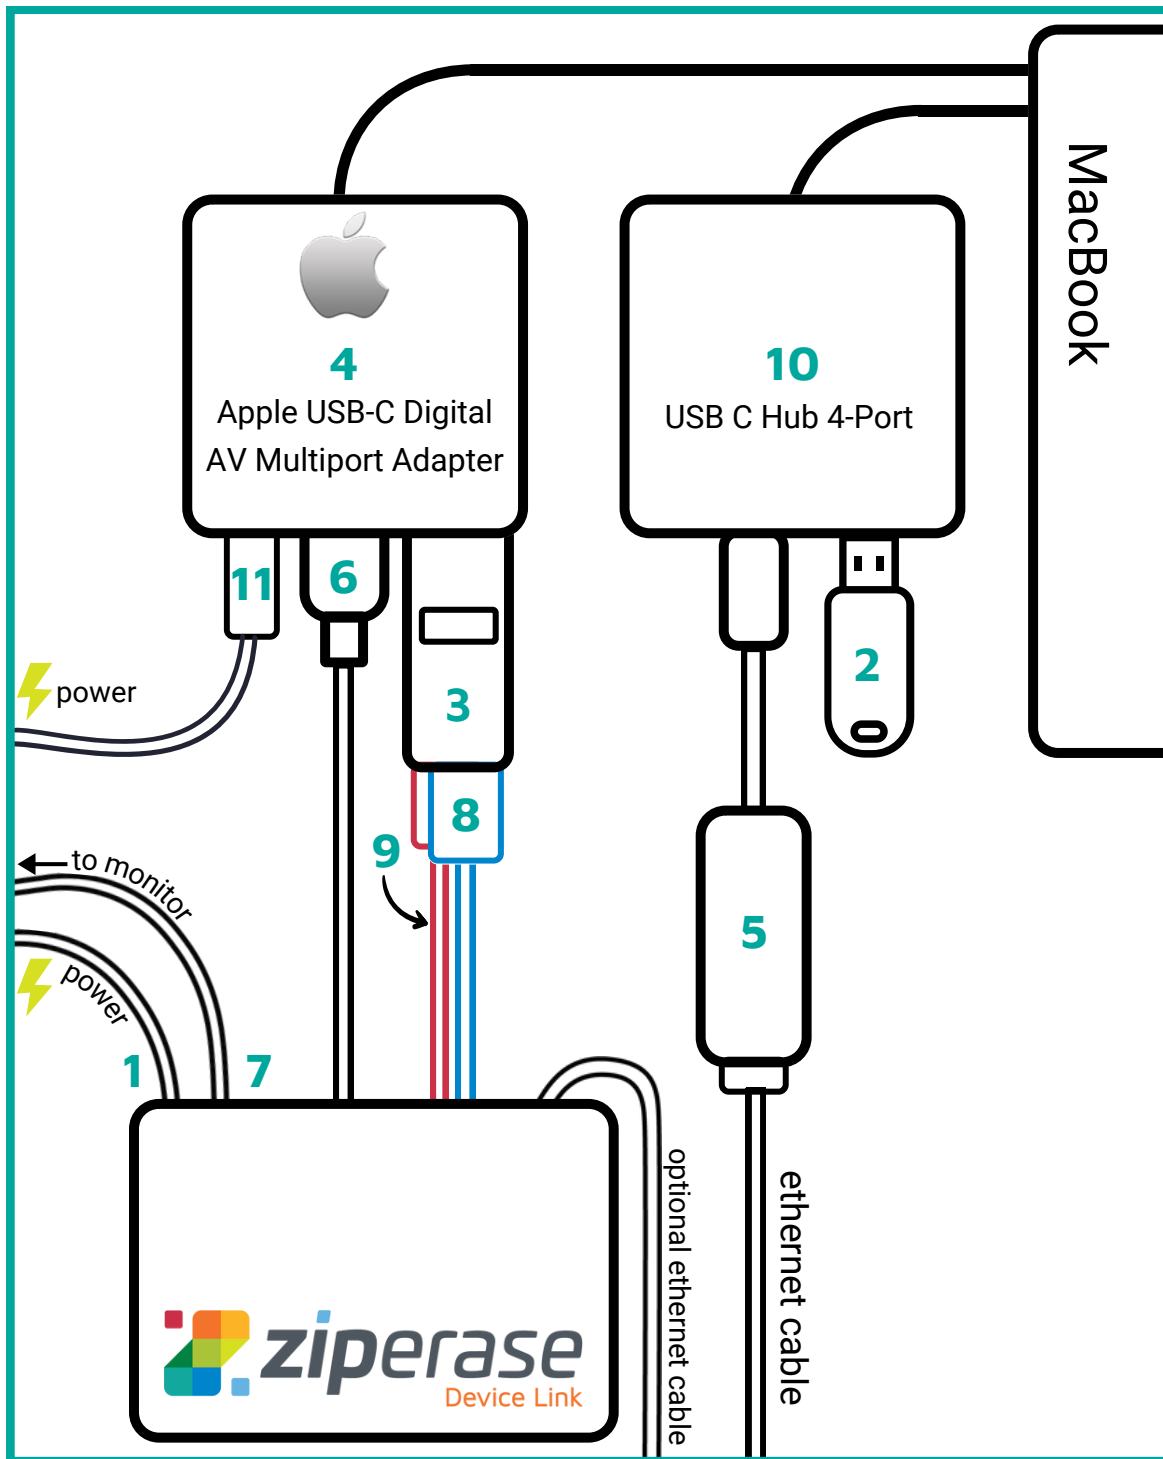 MacBook
4
Apple USB-C Digital
AV Multiport Adapter
10
USB C Hub 4-Port
11
6
3
2
power
8
9
to monitor
5
power
1
7
optional ethernet cable
ethernet cable
ziperase
Device Link